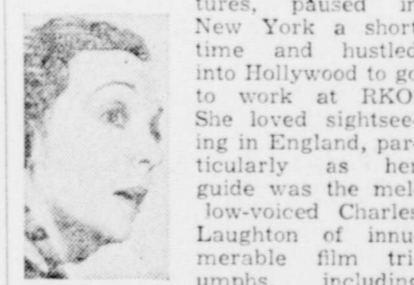 tures, paused in
New York a short
time and hustled
into Hollywood to go
to work at RKO.
She loved sightsee-
ing in England, par-
ticularly as her
guide was the mel-
low-voiced Charles
Laughton of innu-
merable film tri-
umphs, including